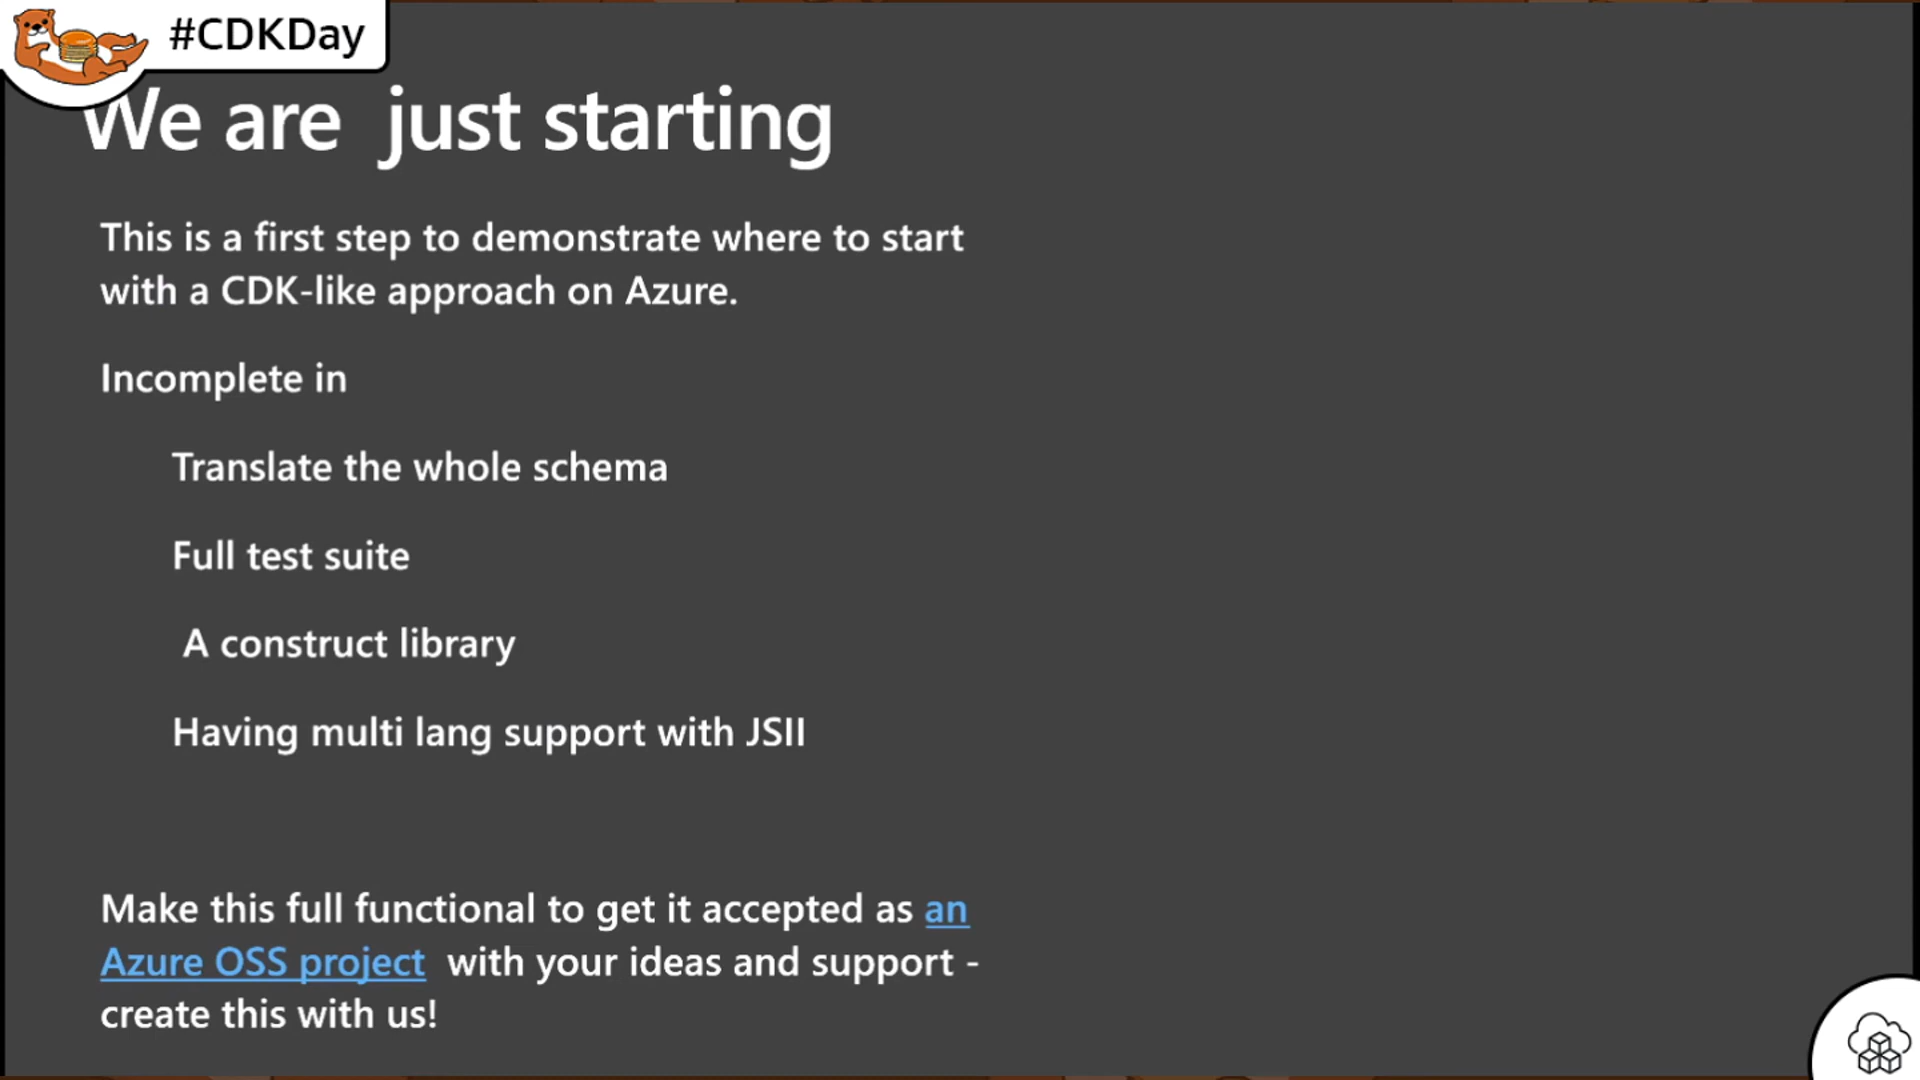 #CDKDay
We are just starting
This is a first step to demonstrate where to start
with a CDK-like approach on Azure.
Incomplete in
Translate the whole schema
Full test suite
A construct library
Having multi lang support with JSII
Make this full functional to get it accepted as an
Azure OSS project with your ideas and support -
create this with us!